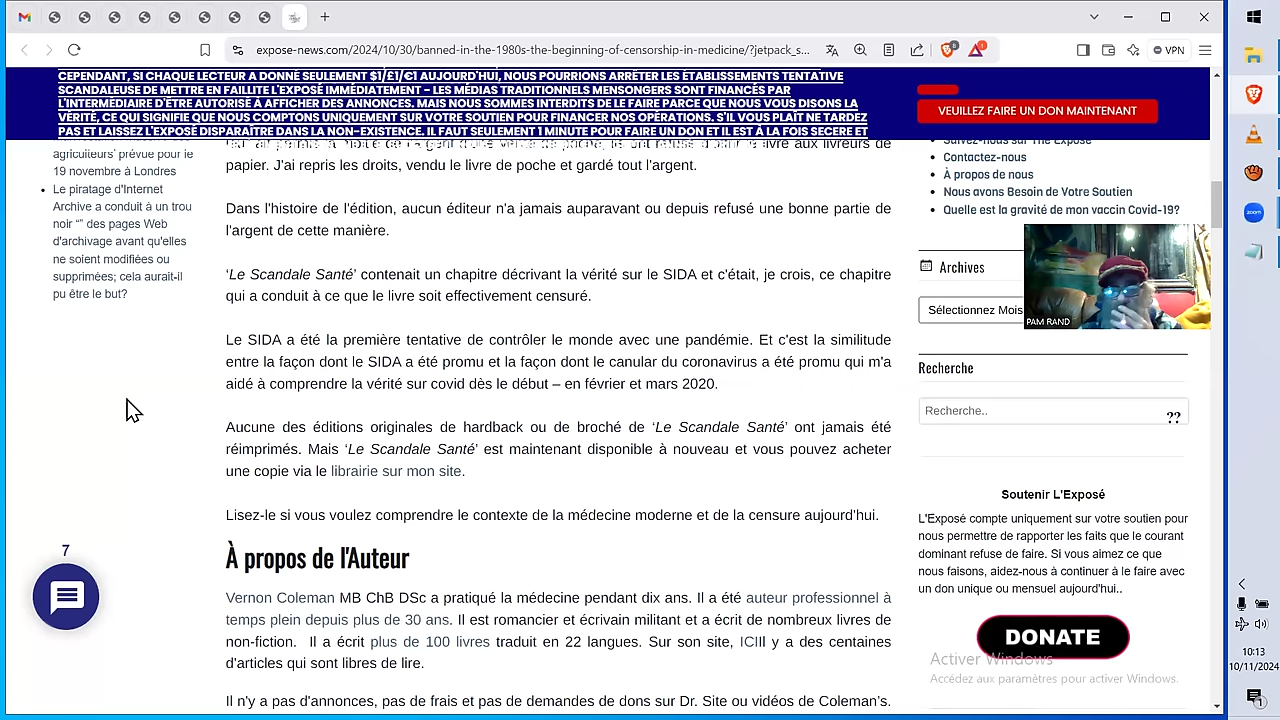 expose-news.com/2024/10/30/banned-in-the-1980s-the-beginning-of-censorship-in-medicine/?jetpack_s...
VPN
CEPENDANT, SI CHAQUE LECTEUR A DONNÉ SEULEMENT $1/£1/€1 AUJOURD'HUI, NOUS POURRIONS ARRÊTER LES ÉTABLISSEMENTS TENTATIVE
SCANDALEUSE DE METTRE EN FAILLITE L'EXPOSÉ IMMÉDIATEMENT – LES MÉDIAS TRADITIONNELS MENSONGERS SONT FINANCÉS PAR
L'INTERMÉDIAIRE D'ÊTRE AUTORISÉ À AFFICHER DES ANNONCES. MAIS NOUS SOMMES INTERDITS DE LE FAIRE PARCE QUE NOUS VOUS DISONS LA
VÉRITÉ, CE QUI SIGNIFIE QUE NOUS COMPTONS UNIQUEMENT SUR VOTRE SOUTIEN POUR FINANCER NOS OPÉRATIONS. S'IL VOUS PLAÎT NE TARDEZ
PAS ET LAISSEZ L'EXPOSÉ DISPARAÎTRE DANS LA NON-EXISTENCE. IL FAUT SEULEMENT 1 MINUTE POUR FAIRE UN DON ET IL EST À LA FOIS SECERE ET
VEUILLEZ FAIRE UN DON MAINTENANT
agriculteurs' prévue pour le
19 novembre à Londres
Le piratage d'Internet
Archive a conduit à un trou
noir “” des pages Web
d'archivage avant qu'elles
ne soient modifiées ou
supprimées; cela aurait-il
pu être le but?
livre aux livreurs de
papier. J'ai repris les droits, vendu le livre de poche et gardé tout l'argent.
Dans l'histoire de l'édition, aucun éditeur n'a jamais auparavant ou depuis refusé une bonne partie de
l'argent de cette manière.
‘Le Scandale Santé’ contenait un chapitre décrivant la vérité sur le SIDA et c'était, je crois, ce chapitre
qui a conduit à ce que le livre soit effectivement censuré.
Le SIDA a été la première tentative de contrôler le monde avec une pandémie. Et c'est la similitude
entre la façon dont le SIDA a été promu et la façon dont le canular du coronavirus a été promu qui m'a
aidé à comprendre la vérité sur covid dès le début – en février et mars 2020.
Aucune des éditions originales de hardback ou de broché de ‘Le Scandale Santé’ ont jamais été
réimprimés. Mais ‘Le Scandale Santé’ est maintenant disponible à nouveau et vous pouvez acheter
une copie via le librairie sur mon site.
Lisez-le si vous voulez comprendre le contexte de la médecine moderne et de la censure aujourd'hui.
À propos de l'Auteur
Vernon Coleman MB ChB DSc a pratiqué la médecine pendant dix ans. Il a été auteur professionnel à
temps plein depuis plus de 30 ans. Il est romancier et écrivain militant et a écrit de nombreux livres de
non-fiction. Il a écrit plus de 100 livres traduit en 22 langues. Sur son site, ICIIl y a des centaines
d'articles qui sont libres de lire.
Il n'y a pas d'annonces, pas de frais et pas de demandes de dons sur Dr. Site ou vidéos de Coleman’s.
7
Suivez-nous sur The Exposé
Contactez-nous
À propos de nous
Nous avons Besoin de Votre Soutien
Quelle est la gravité de mon vaccin Covid-19?
Archives
Sélectionnez Mois
PAM RAND
Recherche
Recherche..
??
Soutenir L'Exposé
L'Exposé compte uniquement sur votre soutien pour
nous permettre de rapporter les faits que le courant
dominant refuse de faire. Si vous aimez ce que
nous faisons, aidez-nous à continuer à le faire avec
un don unique ou mensuel aujourd'hui..
DONATE
Activer Windows
Accédez aux paramètres pour activer Windows.
zoom
10:13
10/11/2024